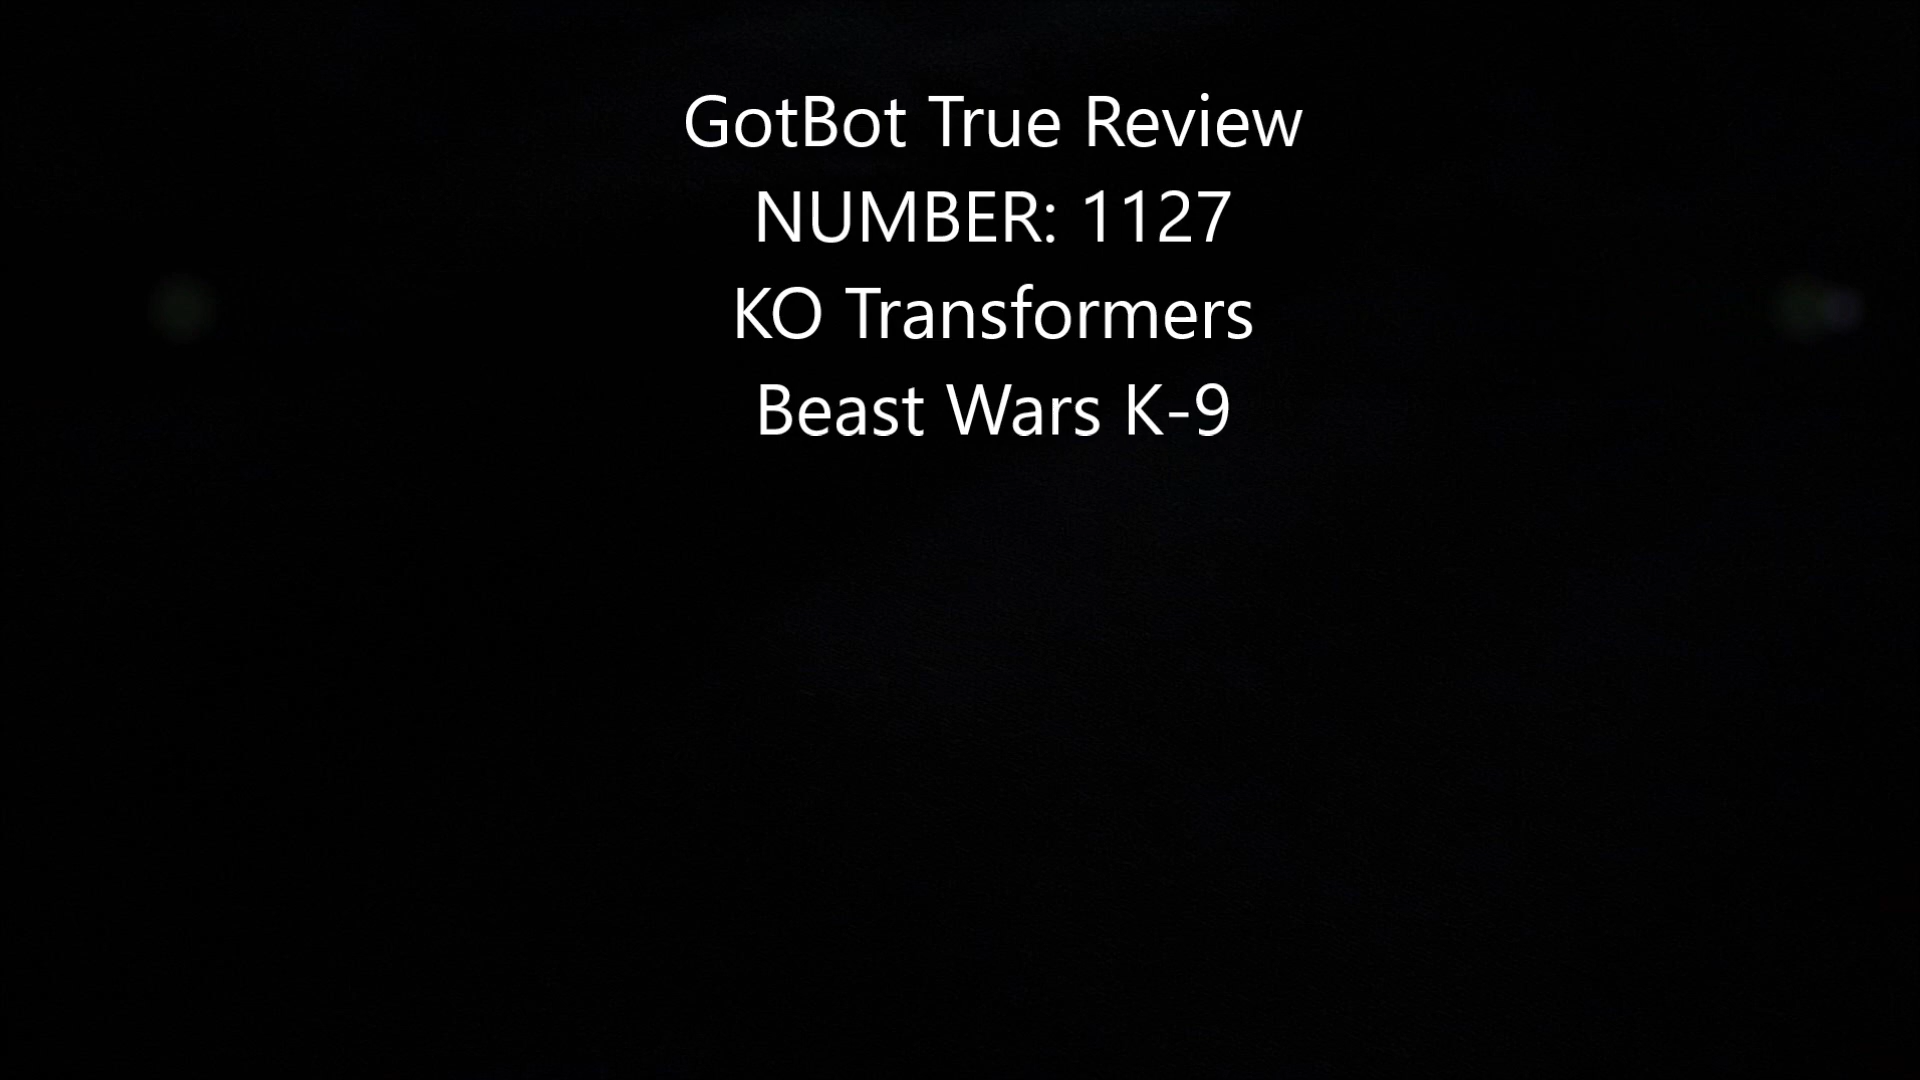 GotBot True Review
NUMBER: 1127
KO Transformers
Beast Wars K-9